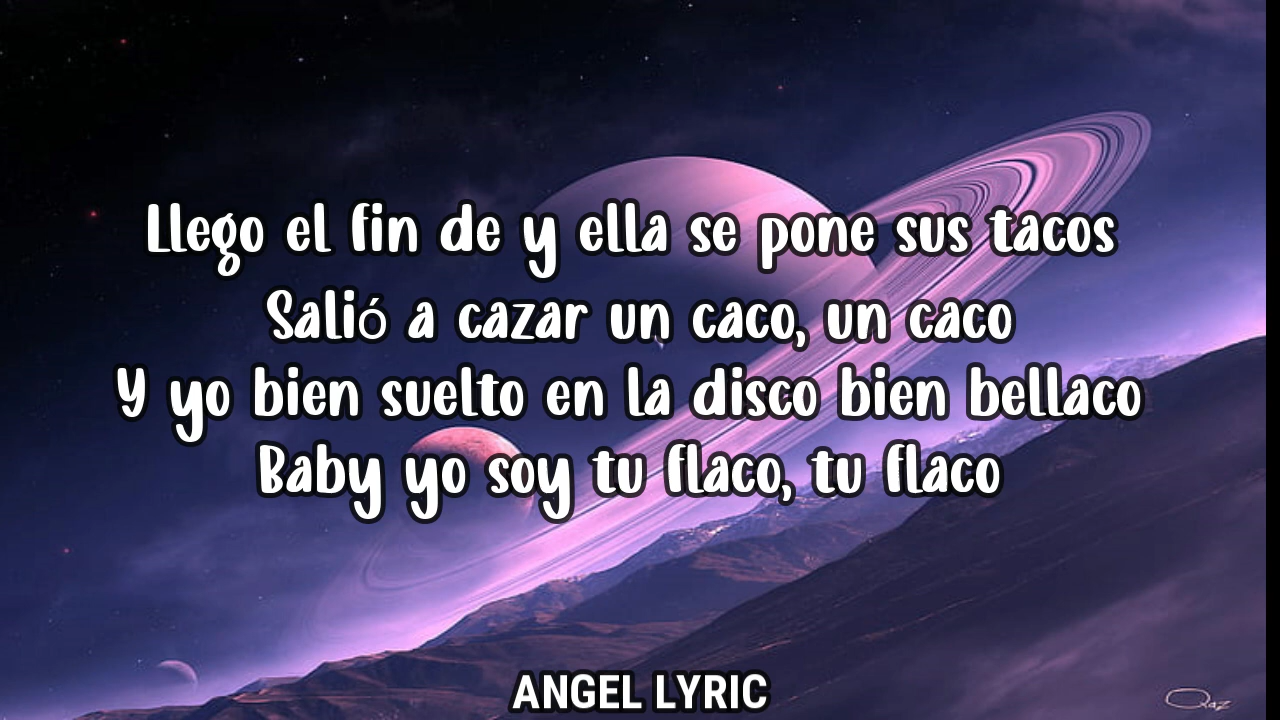 Llego el fin de y ella se pone sus tacos
Salió a cazar un caco, un caco
Y yo bien suelto en la disco bien bellaco
Baby yo soy tu flaco, tu flaco
ANGEL LYRIC
Qaz